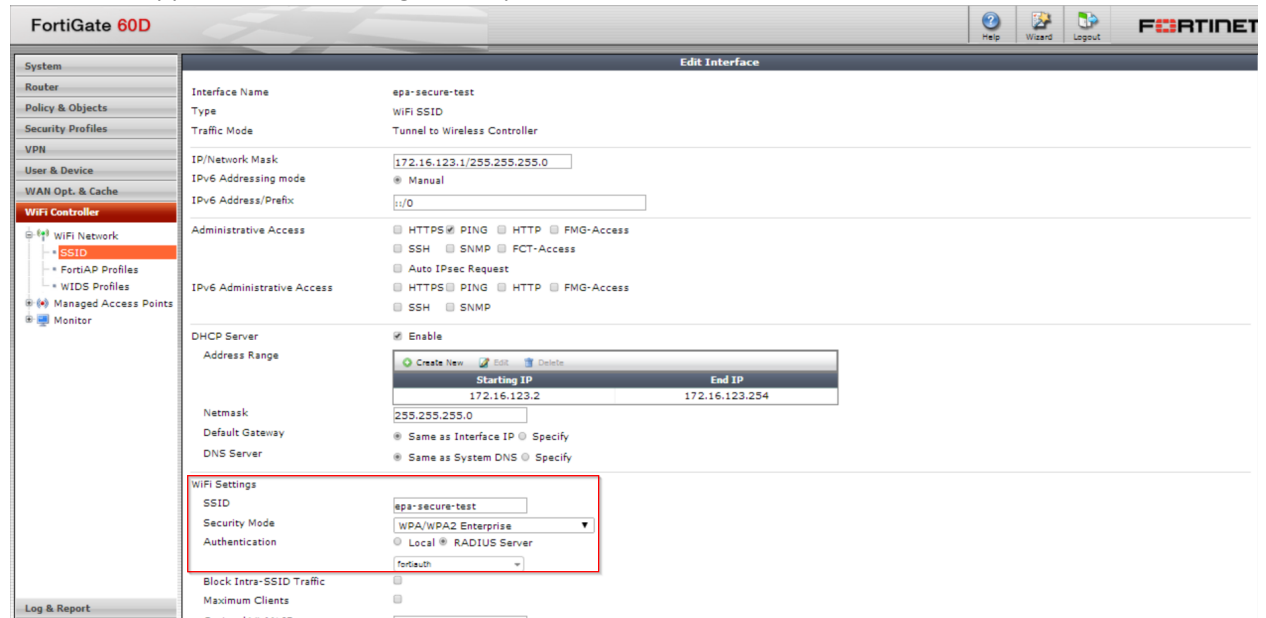 FortiGate 60D
Help Wizard Logout
FORTINET
System
Router
Policy & Objects
Security Profiles
VPN
User & Device
WAN Opt. & Cache
WiFi Controller
WiFi Network
SSID
FortiAP Profiles
WIDS Profiles
Managed Access Points
Monitor
Log & Report
Edit Interface
Interface Name epa-secure-test
Type WiFi SSID
Traffic Mode Tunnel to Wireless Controller
IP/Network Mask 172.16.123.1/255.255.255.0
IPv6 Addressing mode Manual
IPv6 Address/Prefix ::/0
Administrative Access HTTPS PING HTTP FMG-Access
SSH SNMP FCT-Access
Auto IPsec Request
IPv6 Administrative Access HTTPS PING HTTP FMG-Access
SSH SNMP
DHCP Server Enable
Address Range
Create New Edit Delete
Starting IP End IP
172.16.123.2 172.16.123.254
Netmask 255.255.255.0
Default Gateway Same as Interface IP Specify
DNS Server Same as System DNS Specify
WiFi Settings
SSID epa-secure-test
Security Mode WPA/WPA2 Enterprise
Authentication Local RADIUS Server
fortiauth
Block Intra-SSID Traffic
Maximum Clients